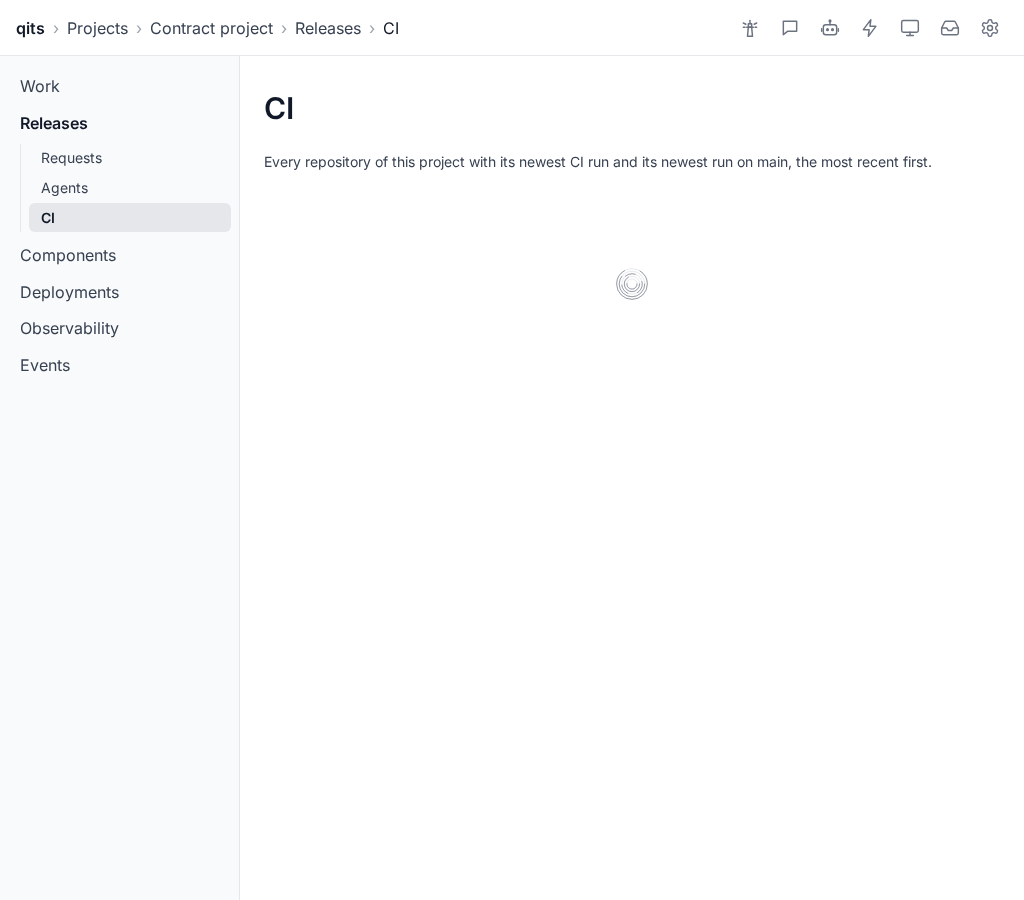 qits › Projects › Contract project › Releases › CI
Work
Releases
Requests
Agents
CI
Components
Deployments
Observability
Events
CI
Every repository of this project with its newest CI run and its newest run on main, the most recent first.